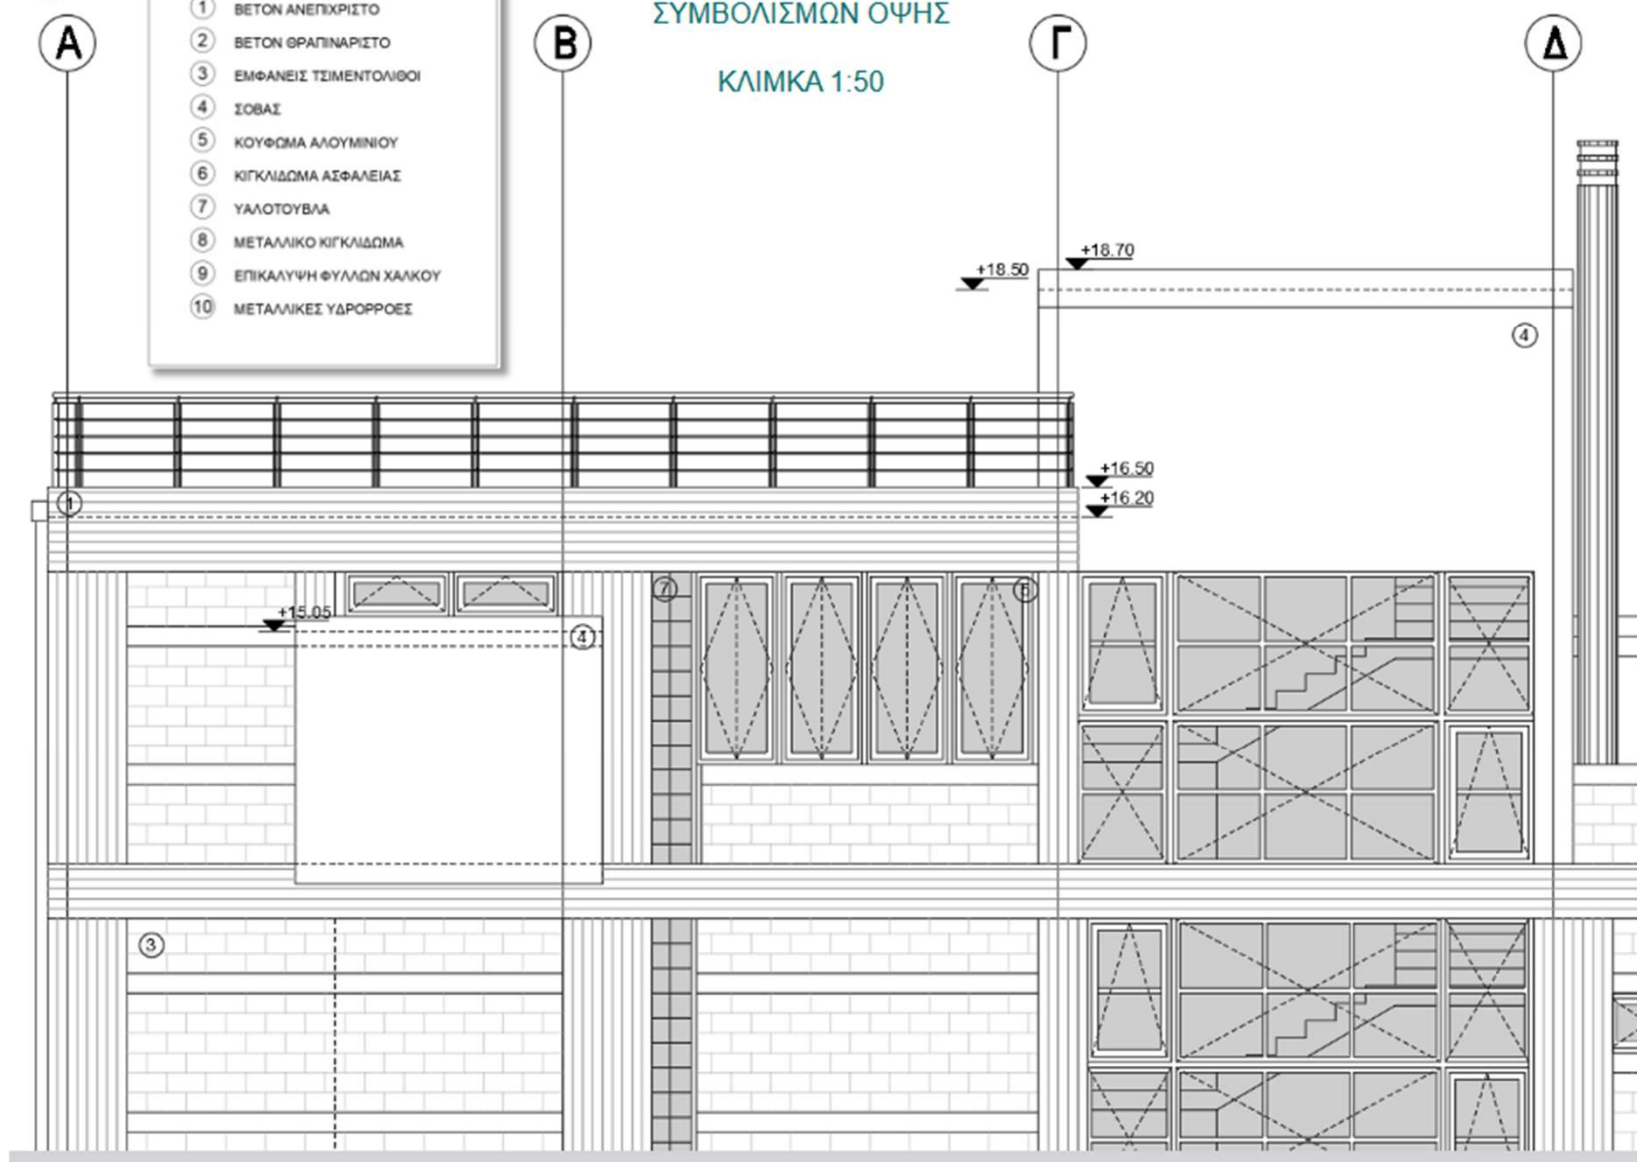 ΣΥΜΒΟΛΙΣΜΩΝ ΟΨΗΣ
ΚΛΙΜΚΑ 1:50
Α
Β
Γ
Δ
1 ΒΕΤΟΝ ΑΝΕΠΙΧΡΙΣΤΟ
2 ΒΕΤΟΝ ΘΡΑΠΙΝΑΡΙΣΤΟ
3 ΕΜΦΑΝΕΙΣ ΤΣΙΜΕΝΤΟΛΙΘΟΙ
4 ΣΟΒΑΣ
5 ΚΟΥΦΩΜΑ ΑΛΟΥΜΙΝΙΟΥ
6 ΚΙΓΚΛΙΔΩΜΑ ΑΣΦΑΛΕΙΑΣ
7 ΥΑΛΟΤΟΥΒΛΑ
8 ΜΕΤΑΛΛΙΚΟ ΚΙΓΚΛΙΔΩΜΑ
9 ΕΠΙΚΑΛΥΨΗ ΦΥΛΛΩΝ ΧΑΛΚΟΥ
10 ΜΕΤΑΛΛΙΚΕΣ ΥΔΡΟΡΡΟΕΣ
+18.70
+18.50
4
+16.50
+16.20
1
7
5
+15.05
4
3